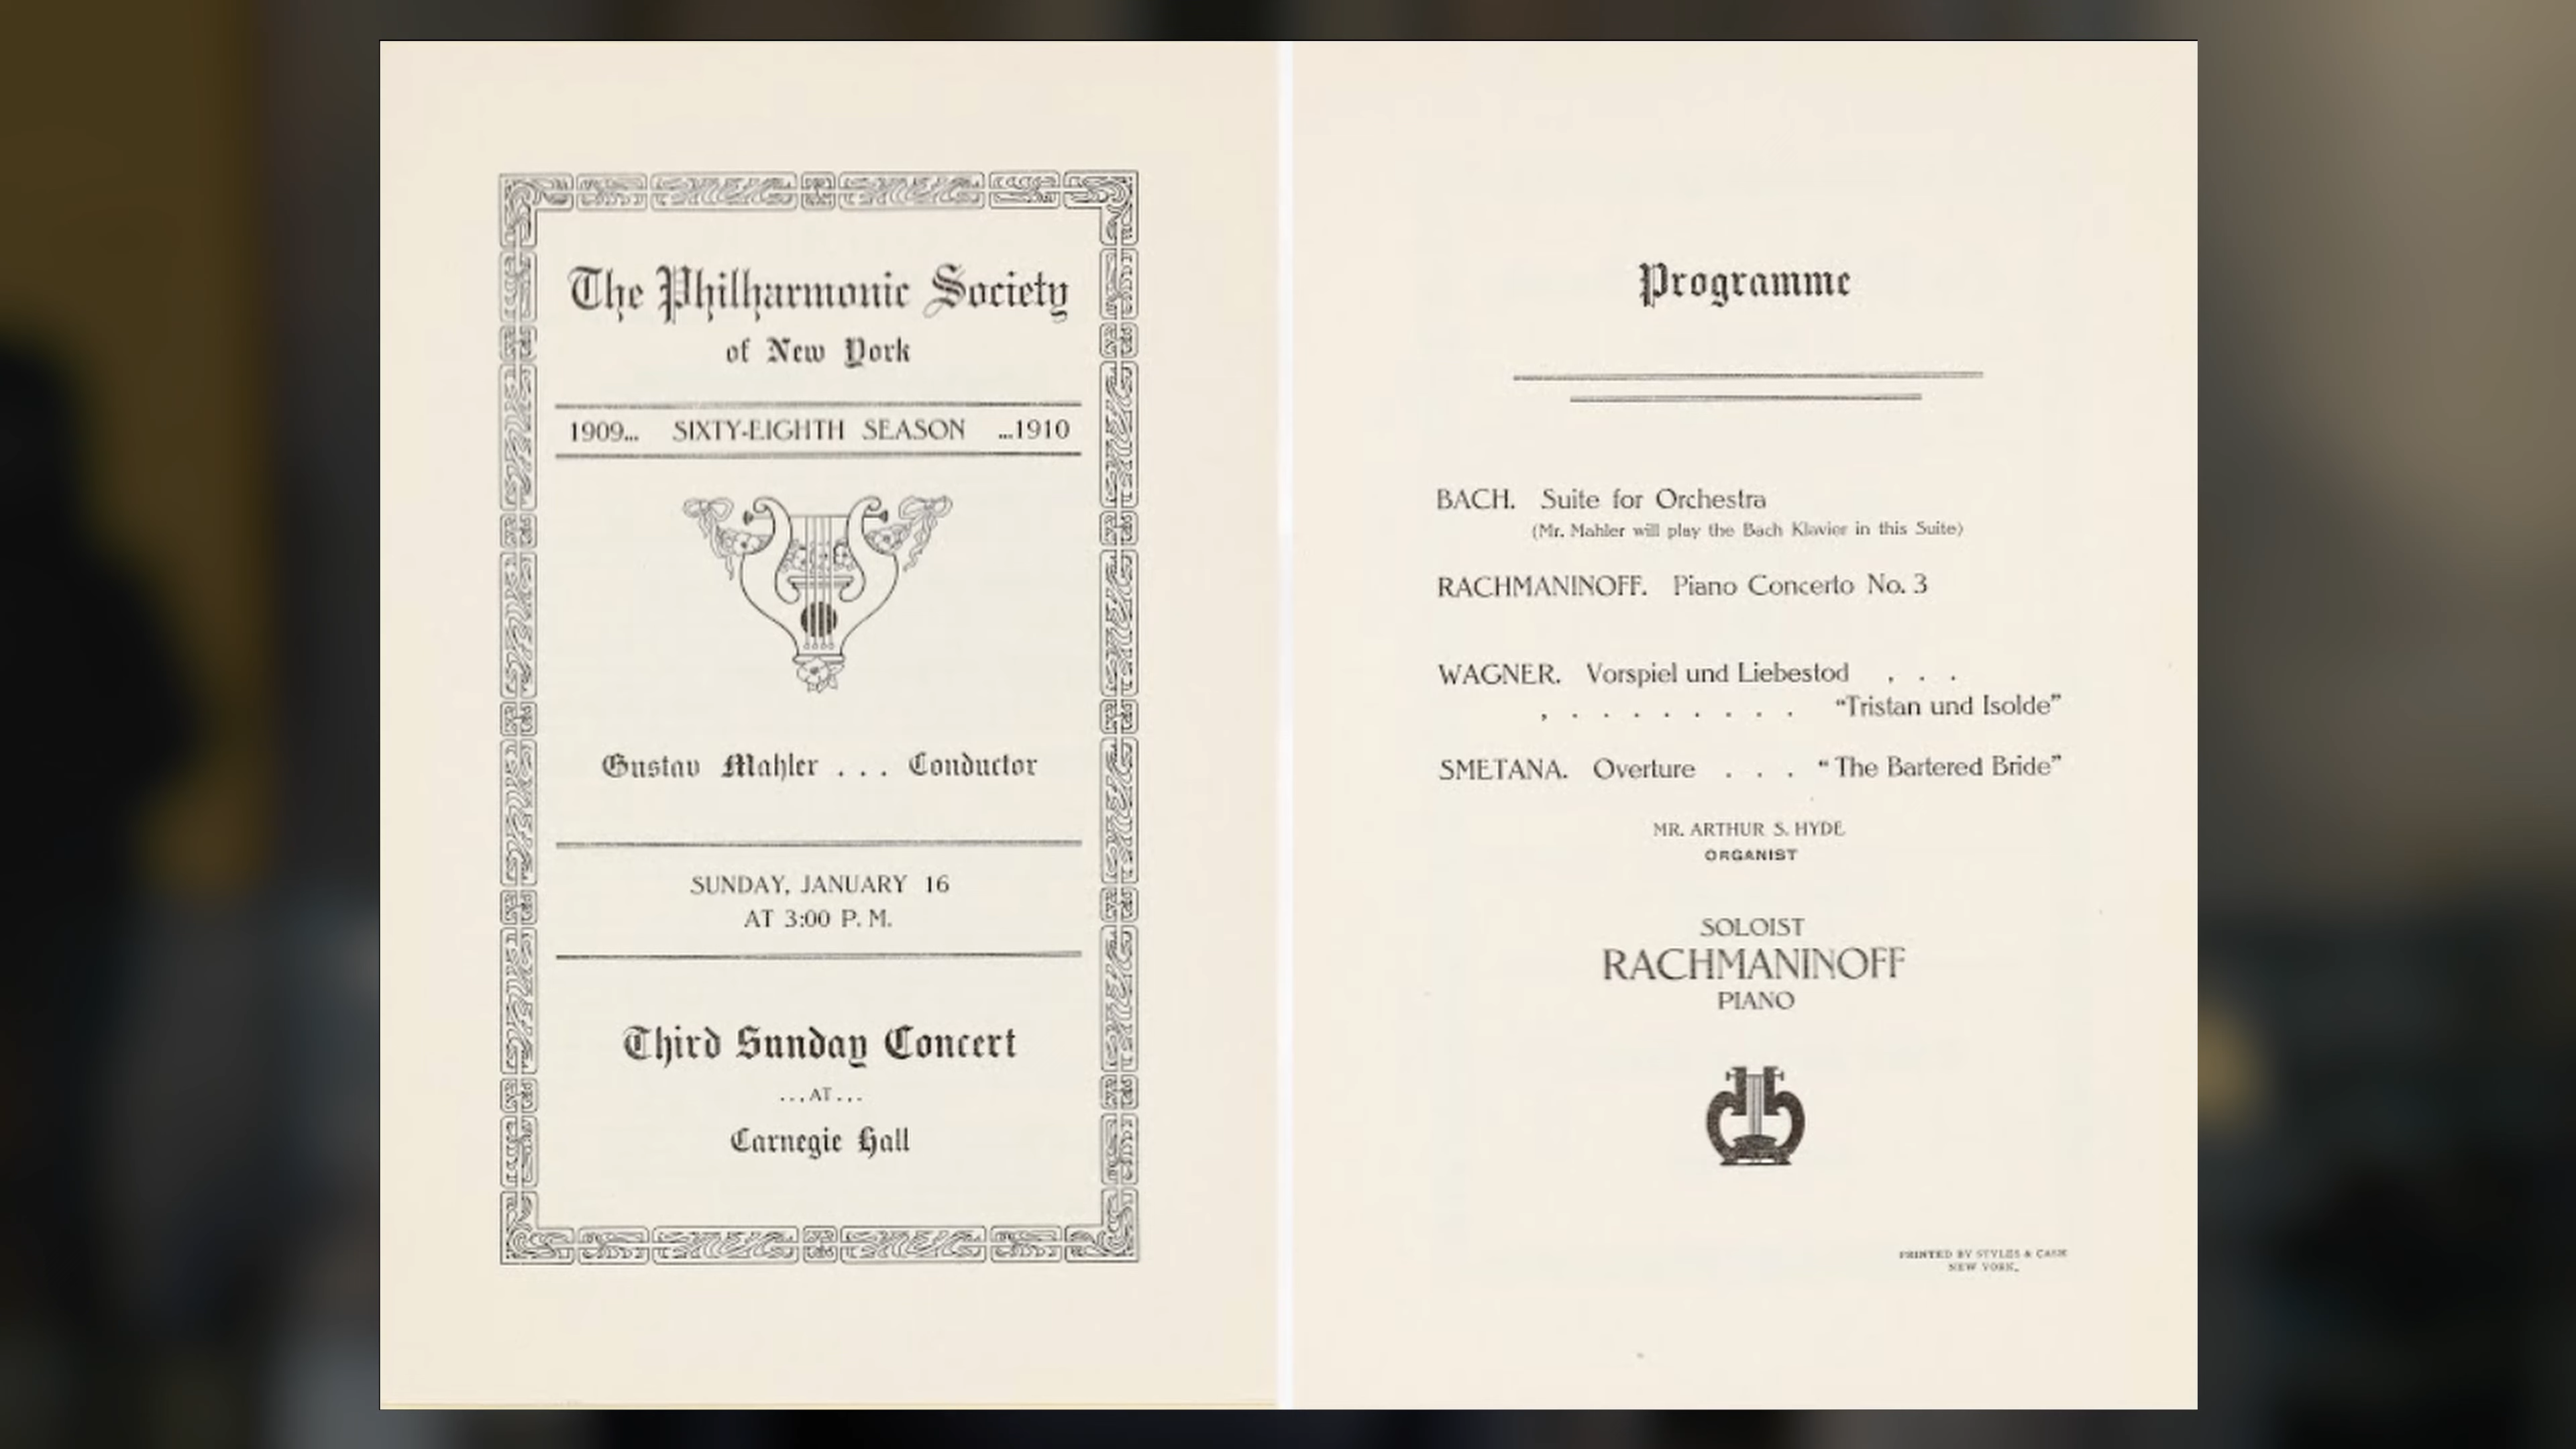 The Philharmonic Society
of New York
1909... SIXTY-EIGHTH SEASON ...1910
Gustav Mahler . . . Conductor
SUNDAY, JANUARY 16
AT 3:00 P. M.
Third Sunday Concert
...AT...
Carnegie Hall
Programme
BACH. Suite for Orchestra
(Mr. Mahler will play the Bach Klavier in this Suite)
RACHMANINOFF. Piano Concerto No. 3
WAGNER. Vorspiel und Liebestod , . .
, . . . . . . . . “Tristan und Isolde”
SMETANA. Overture . . . “The Bartered Bride”
MR. ARTHUR S. HYDE
ORGANIST
SOLOIST
RACHMANINOFF
PIANO
PRINTED BY STYLES & CASH
NEW YORK.